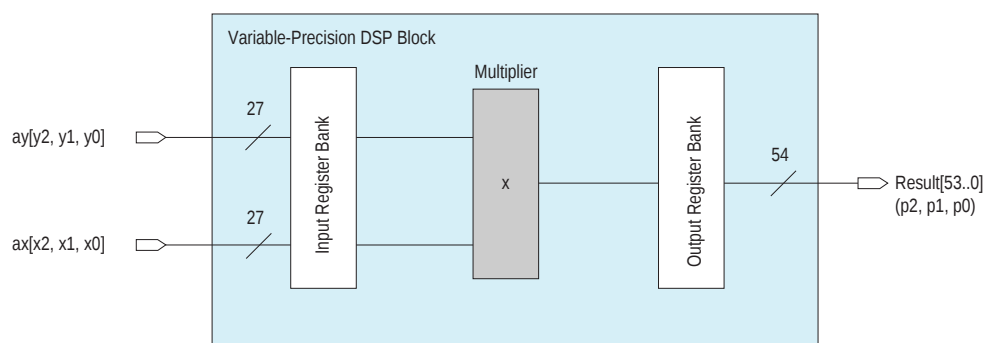 Variable-Precision DSP Block
Multiplier
27
ay[y2, y1, y0]
Input Register Bank
x
Output Register Bank
54
Result[53..0]
(p2, p1, p0)
27
ax[x2, x1, x0]